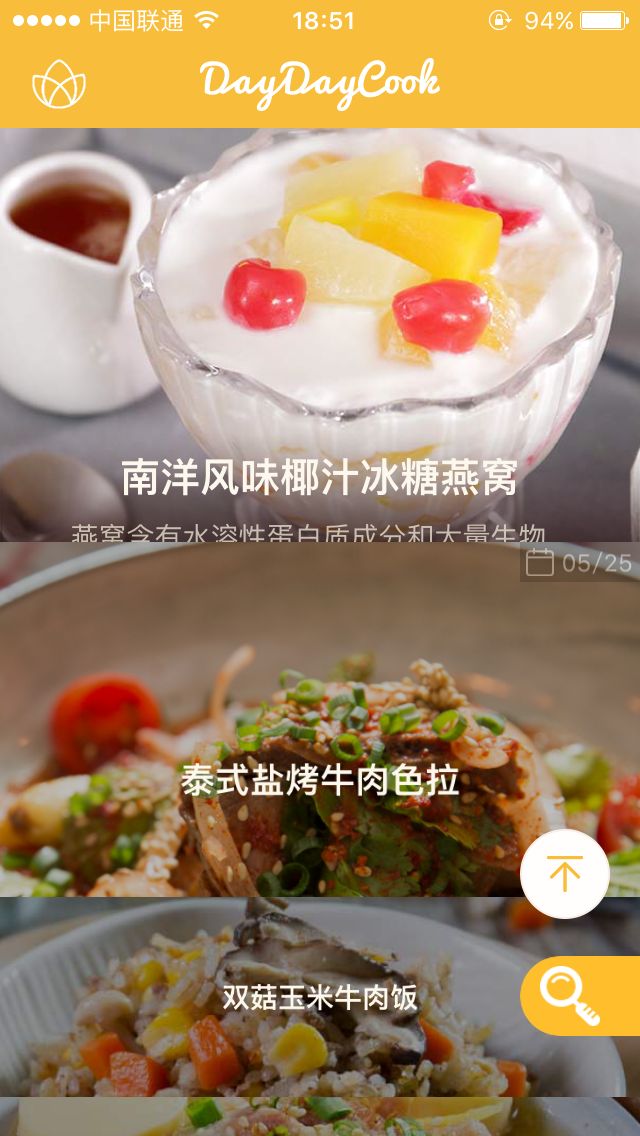 中国联通
18:51
94%
DayDayCook
南洋风味椰汁冰糖燕窝
燕窝含有水溶性蛋白质成分和大量生物
05/25
泰式盐烤牛肉色拉
双菇玉米牛肉饭